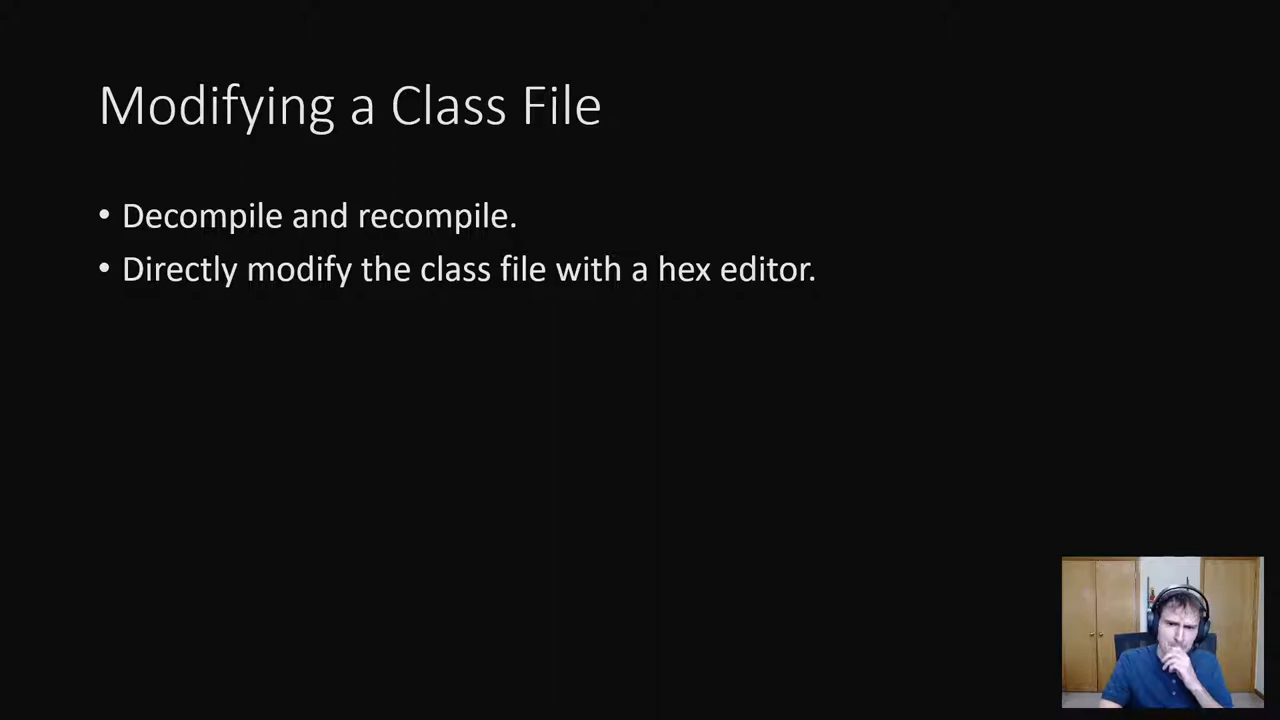 Modifying a Class File
• Decompile and recompile.
• Directly modify the class file with a hex editor.